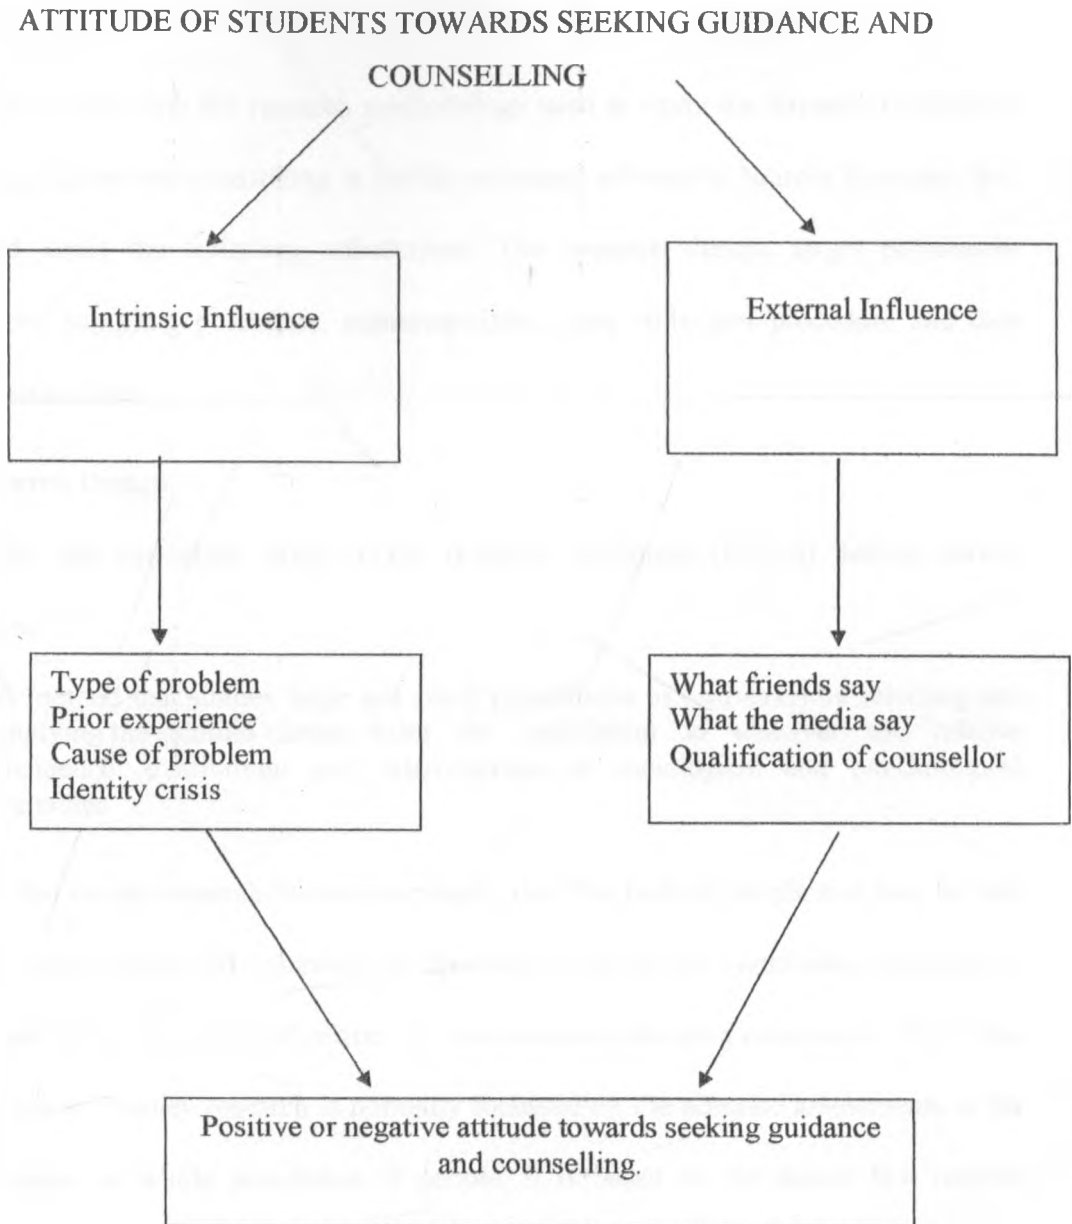 ATTITUDE OF STUDENTS TOWARDS SEEKING GUIDANCE AND
COUNSELLING
Intrinsic Influence
External Influence
Type of problem
Prior experience
Cause of problem
Identity crisis
What friends say
What the media say
Qualification of counsellor
Positive or negative attitude towards seeking guidance
and counselling.